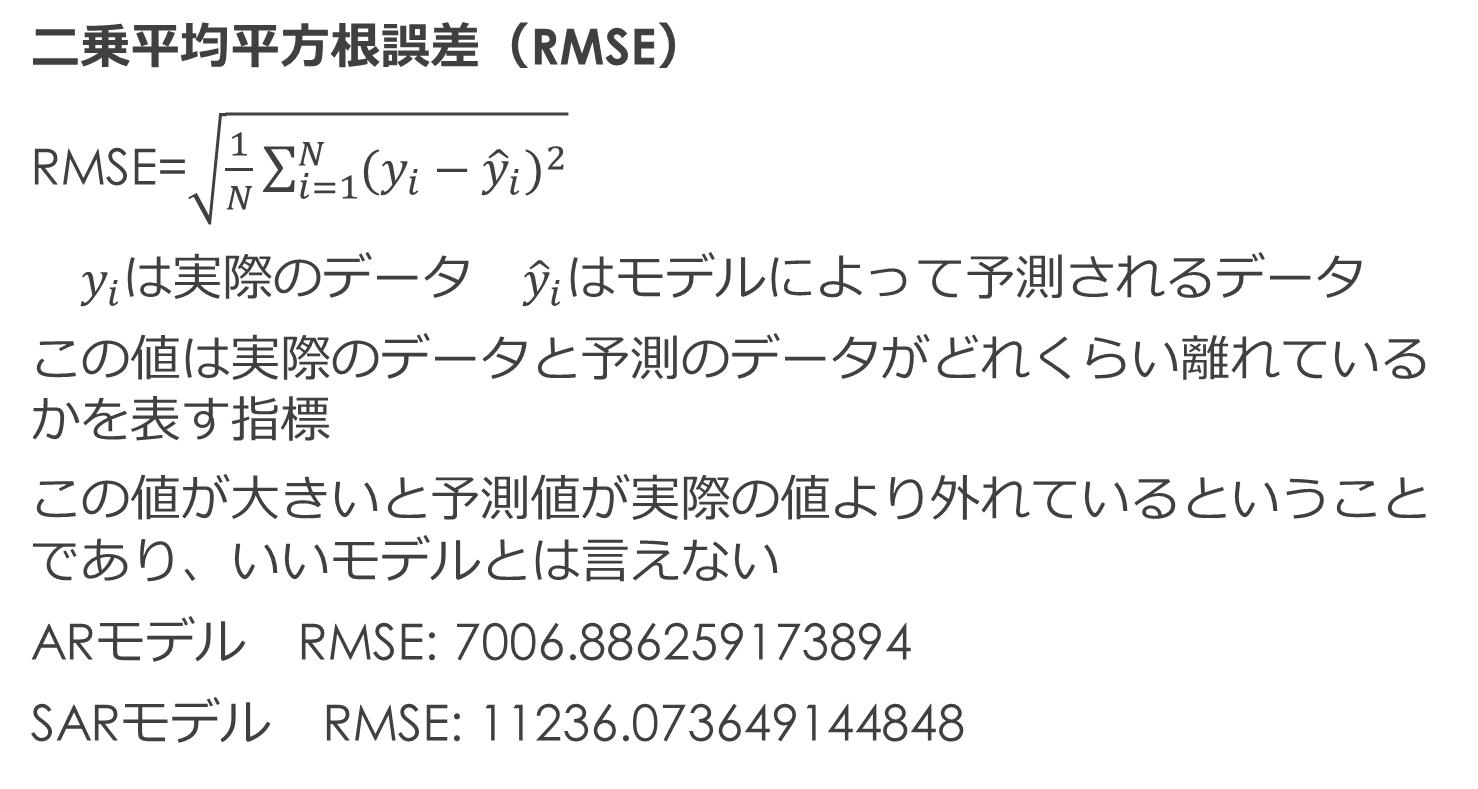 二乗平均平方根誤差（RMSE）
RMSE=√(1/N ∑_{i=1}^{N}(y_i − ŷ_i)^2)
y_iは実際のデータ　ŷ_iはモデルによって予測されるデータ
この値は実際のデータと予測のデータがどれくらい離れている
かを表す指標
この値が大きいと予測値が実際の値より外れているということ
であり、いいモデルとは言えない
ARモデル　RMSE: 7006.886259173894
SARモデル　RMSE: 11236.073649144848